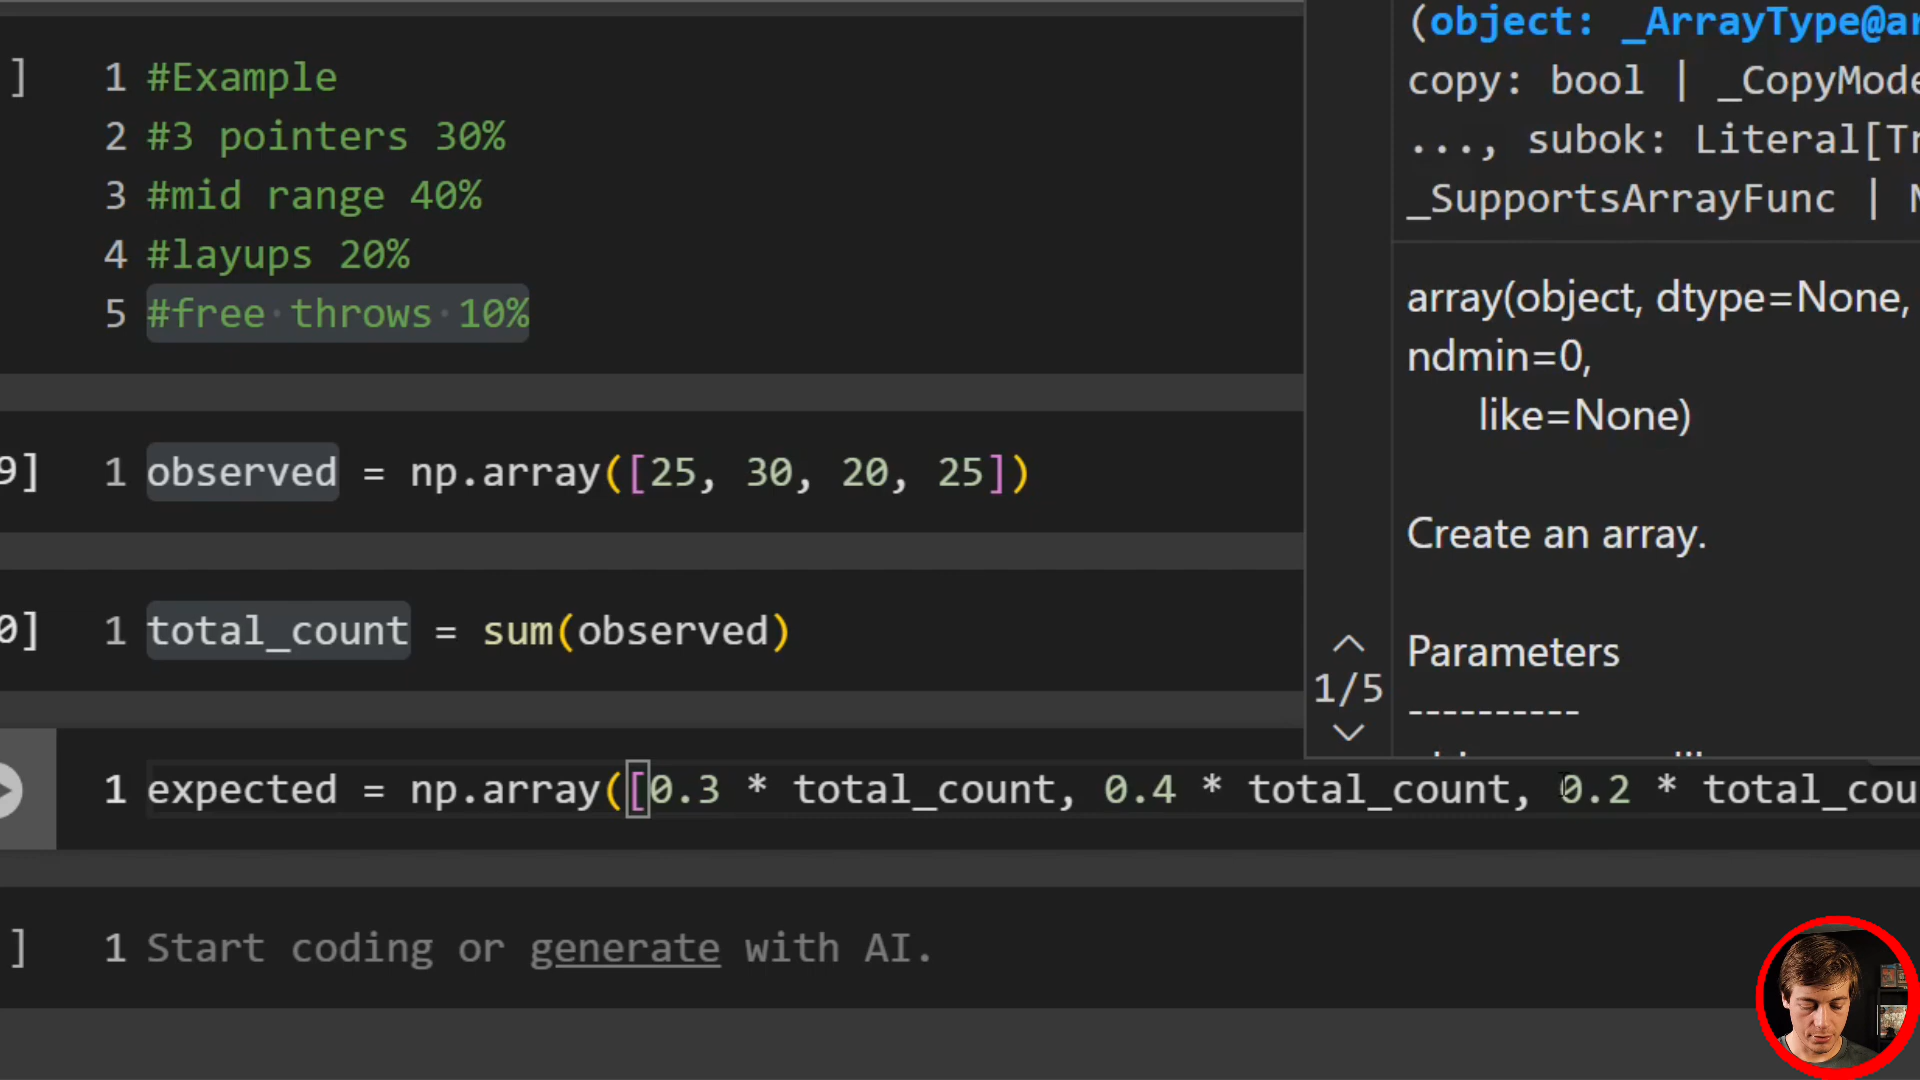 ]
1 #Example
2 #3 pointers 30%
3 #mid range 40%
4 #layups 20%
5 #free throws 10%
9] 1 observed = np.array([25, 30, 20, 25])
0] 1 total_count = sum(observed)
1 expected = np.array([0.3 * total_count, 0.4 * total_count, 0.2 * total_cou
] 1 Start coding or generate with AI.
(object: _ArrayType@ar
copy: bool | _CopyMode
..., subok: Literal[Tr
_SupportsArrayFunc |
array(object, dtype=None,
ndmin=0,
like=None)
Create an array.
Parameters
----------
1/5